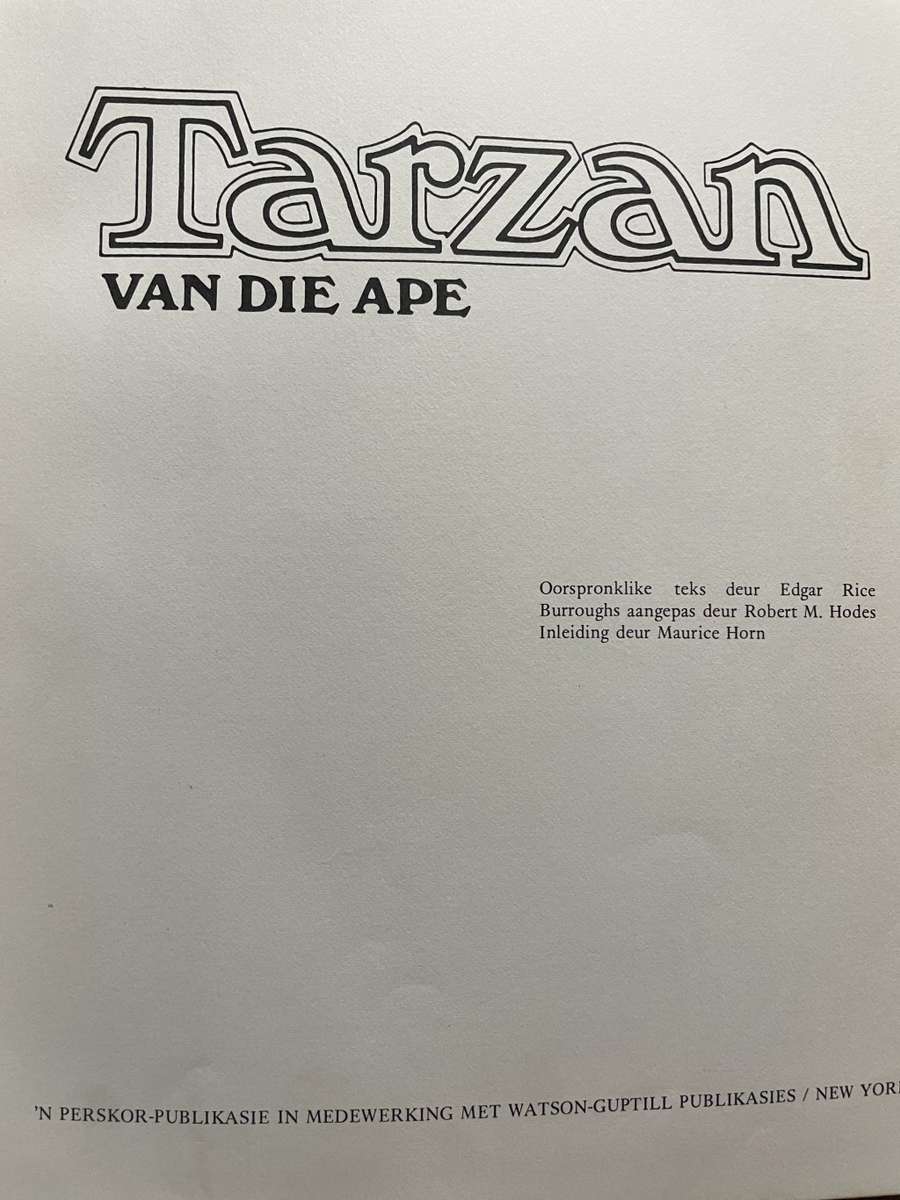 Tarzan
VAN DIE APE
Oorspronklike teks deur Edgar Rice
Burroughs aangepas deur Robert M. Hodes
Inleiding deur Maurice Horn
'N PERSKOR-PUBLIKASIE IN MEDEWERKING MET WATSON-GUPTILL PUBLIKASIES / NEW YOR